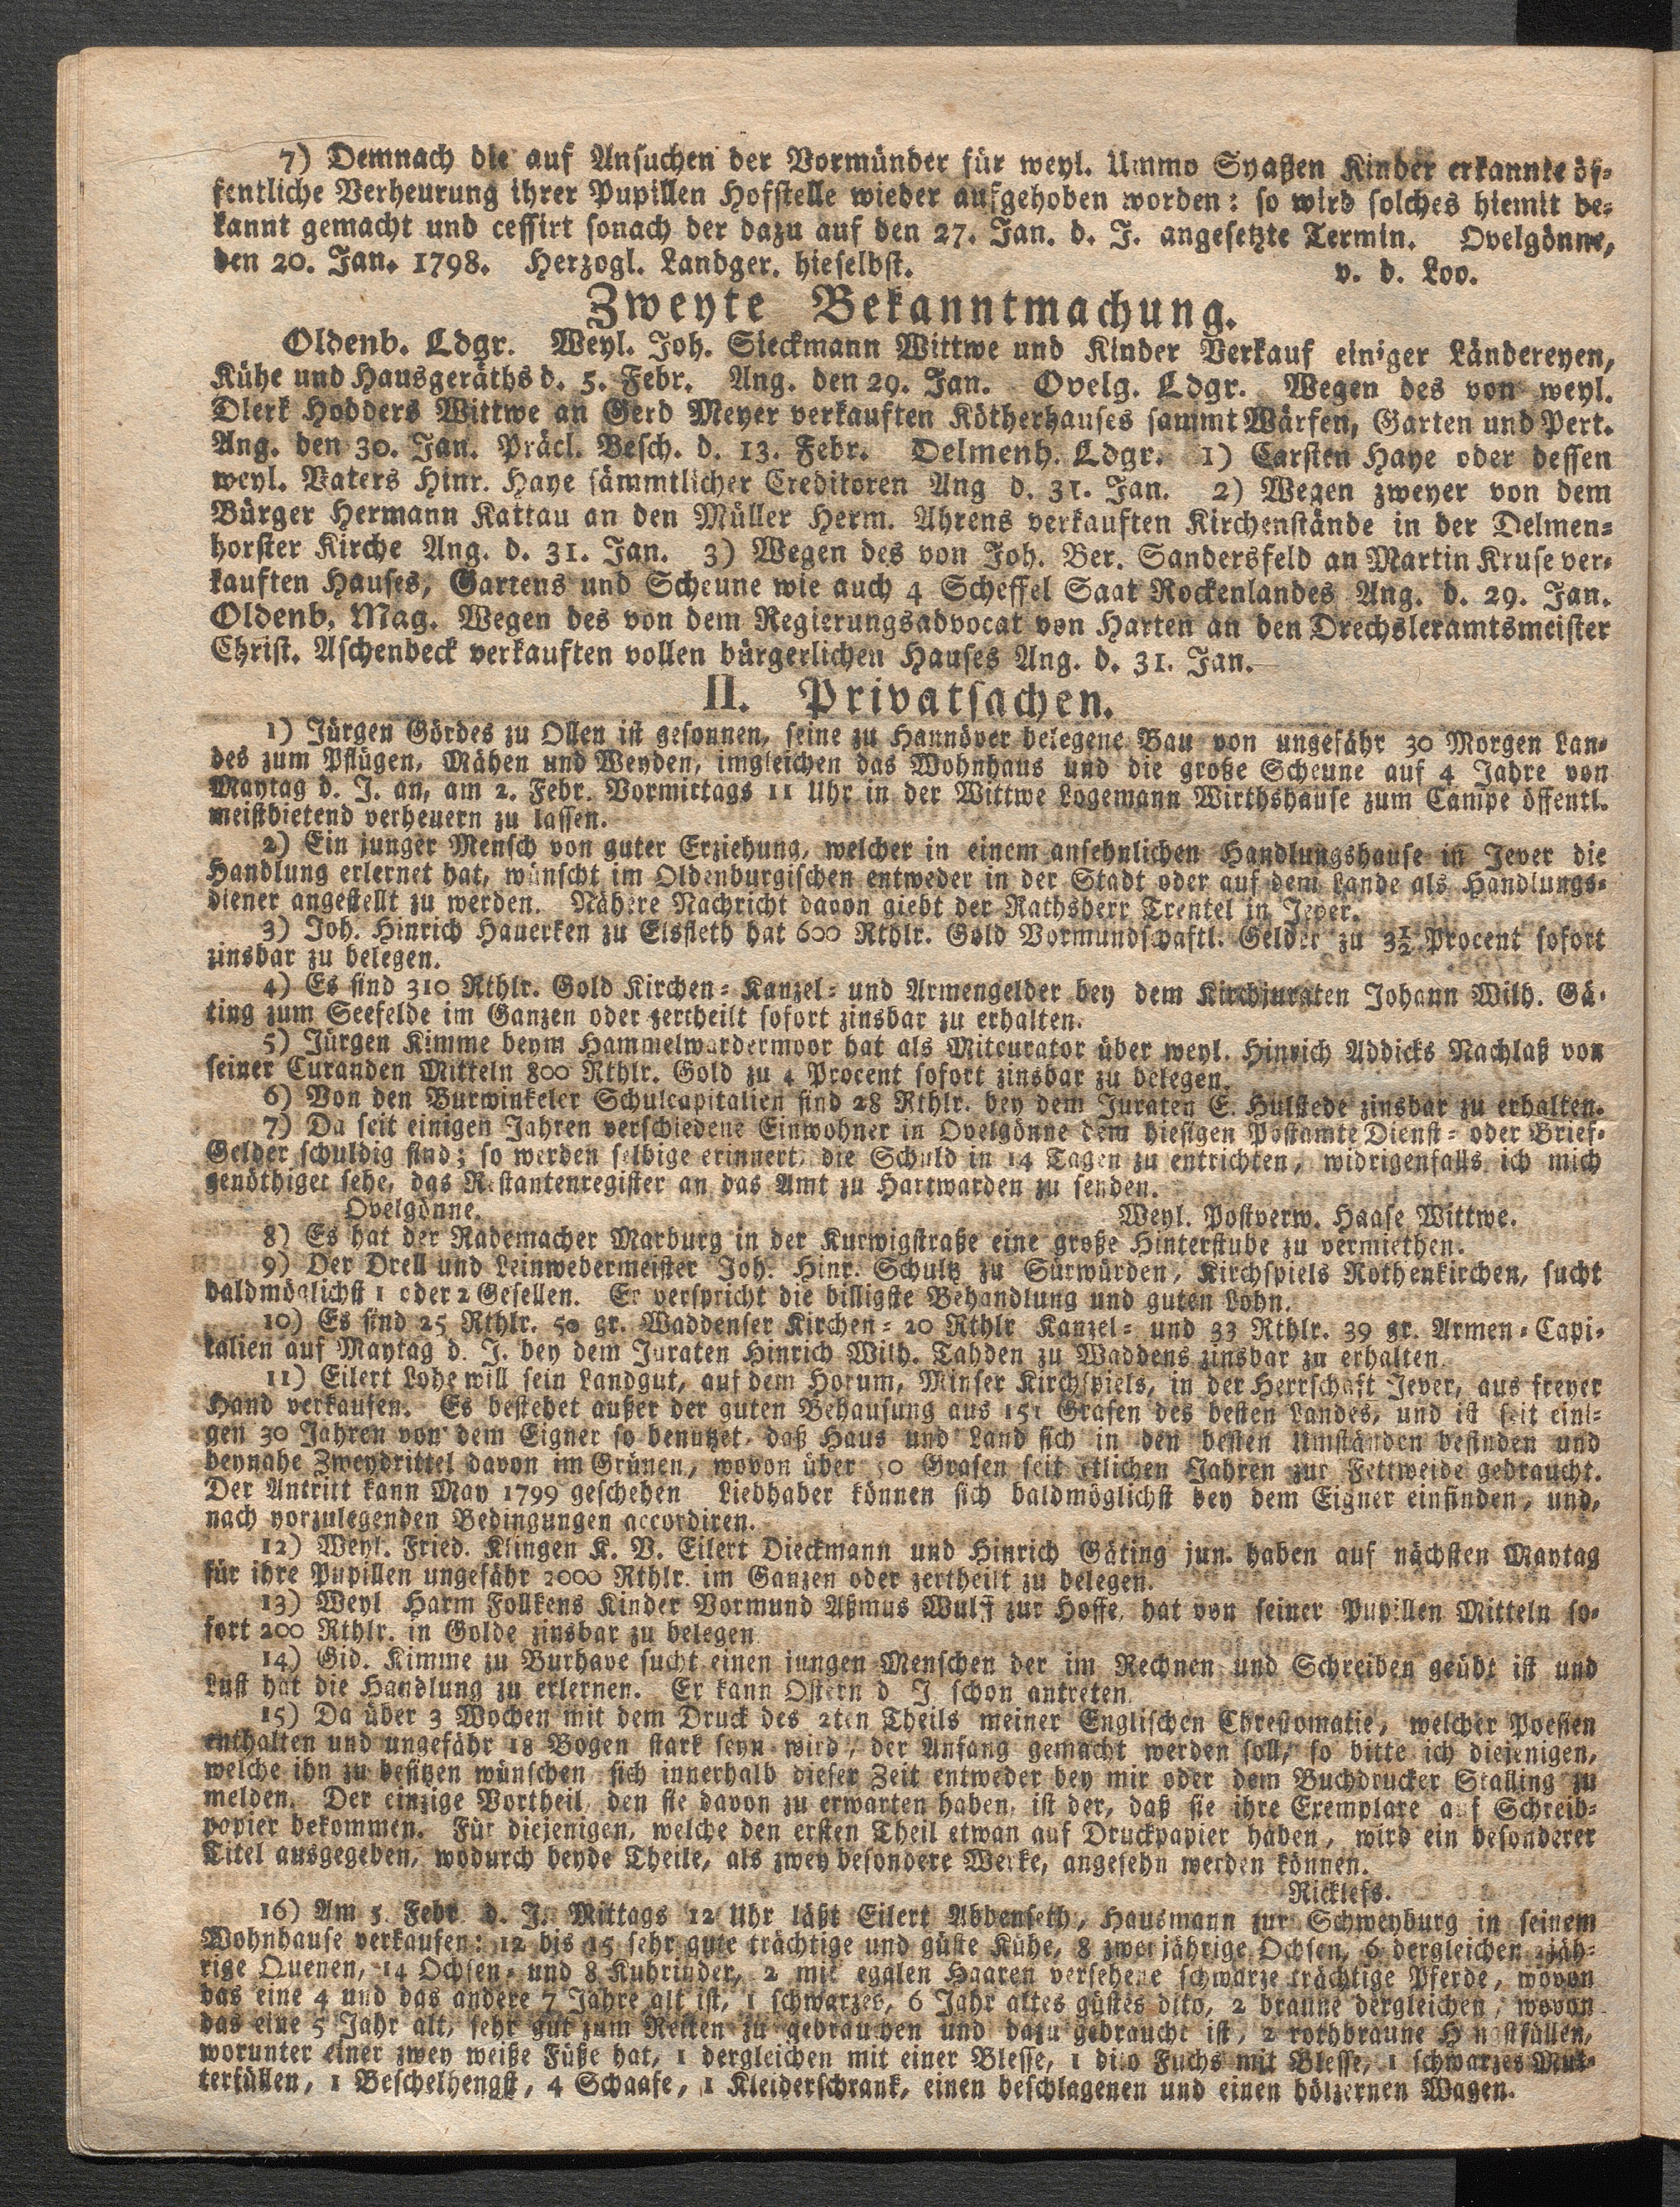 7) Demnach die auf Ansuchen der Vormünder für weyl. Ummo Syaßen Kinder erkannte öf-
fentliche Verheurung ihrer Pupillen Hofstelle wieder aufgehoben worden: so wird solches hiemit be-
kannt gemacht und cessirt sonach der dazu auf den 27. Jan. d. J. angesetzte Termin. Ovelgönne,
den 20. Jan. 1798. Herzogl. Landger. hieselbst. v. d. Loo.
Zweyte Bekanntmachung.
Oldenb. Ldgr. Weyl. Joh. Sieckmann Wittwe und Kinder Verkauf einiger Ländereyen,
Kühe und Hausgeräths d. 5. Febr. Ang. den 29. Jan. Ovelg. Ldgr. Wegen des von weyl.
Dierk Hodders Wittwe an Gerd Meyer verkauften Kötherhauses sammt Wärfen, Garten und Pert.
Ang. den 30. Jan. Präcl. Besch. d. 13. Febr. Delmenh. Ldgr. 1) Carsten Haye oder dessen
weyl. Vaters Hinr. Haye sämmtlicher Creditoren Ang d. 31. Jan. 2) Wegen zweyer von dem
Bürger Hermann Kattau an den Müller Herm. Ahrens verkauften Kirchenstände in der Delmen-
horster Kirche Ang. d. 31. Jan. 3) Wegen des von Joh. Ber. Sandersfeld an Martin Kruse ver-
kauften Hauses, Gartens und Scheune wie auch 4 Scheffel Saat Rockenlandes Ang. d. 29. Jan.
Oldenb. Mag. Wegen des von dem Regierungsadvocat von Harten an den Drechsleramtsmeister
Christ. Aschenbeck verkauften vollen bürgerlichen Hauses Ang. d. 31. Jan.
II. Privatsachen.
1) Jürgen Gördes zu Ollen ist gesonnen, seine zu Hannöver belegene Bau von ungefähr 30 Morgen Lan-
des zum Pflügen, Mähen und Weyden, imgleichen das Wohnhaus und die große Scheune auf 4 Jahre von
Maytag d. J. an, am 2. Febr. Vormittags 11 Uhr in der Wittwe Logemann Wirthshause zum Campe öffentl.
meistbietend verheuern zu lassen.
2) Ein junger Mensch von guter Erziehung, welcher in einem ansehnlichen Handlungshause in Jever die
Handlung erlernet hat, wünscht im Oldenburgischen entweder in der Stadt oder auf dem Lande als Handlungs-
diener angestellt zu werden. Nähere Nachricht davon giebt der Rathsherr Trentel in Jever.
3) Joh. Hinrich Hauerken zu Elsfleth hat 600 Rthlr. Gold Vormundschaftl. Gelder zu 3½ Procent sofort
zinsbar zu belegen.
4) Es sind 310 Rthlr. Gold Kirchen- Kanzel- und Armengelder bey dem Kirchjuraten Johann Wilh. Gä-
ting zum Seefelde im Ganzen oder zertheilt sofort zinsbar zu erhalten.
5) Jürgen Kimme beym Hammelwardermoor hat als Mitcurator über weyl. Hinrich Addicks Nachlaß von
seiner Curanden Mitteln 800 Rthlr. Gold zu 4 Procent sofort zinsbar zu belegen.
6) Von den Burwinkeler Schulcapitalien sind 28 Rthlr. bey dem Juraten E. Hulstede zinsbar zu erhalten.
7) Da seit einigen Jahren verschiedene Einwohner in Ovelgönne dem hiesigen Postamte Dienst- oder Brief-
Gelder schuldig sind; so werden selbige erinnert, die Schuld in 14 Tagen zu entrichten, widrigenfalls ich mich
genöthiget sehe, das Restantenregister an das Amt zu Hartwarden zu senden.
Ovelgönne. Weyl. Postverw. Haase Wittwe.
8) Es hat der Rademacher Marburg in der Kurwigstraße eine große Hinterstube zu vermiethen.
9) Der Drell und Leinwebermeister Joh. Hinr. Schultz zu Sürwürden, Kirchspiels Rothenkirchen, sucht
baldmöglichst 1 oder 2 Gesellen. Er verspricht die billigste Behandlung und guten Lohn.
10) Es sind 25 Rthlr. 50 gr. Waddenser Kirchen- 20 Rthlr Kanzel- und 33 Rthlr. 39 gr. Armen-Capi-
talien auf Maytag d. J. bey dem Juraten Hinrich Wilh. Tahden zu Waddens zinsbar zu erhalten.
11) Eilert Lohe will sein Landgut, auf dem Horum, Minser Kirchspiels, in der Herrschaft Jever, aus freyer
Hand verkaufen. Es bestehet außer der guten Behausung aus 151 Grasen des besten Landes, und ist seit eini-
gen 30 Jahren von dem Eigner so benutzet, daß Haus und Land sich in den besten Umständen befinden und
beynahe Zweydrittel davon im Grünen, wovon über 50 Grasen seit etlichen Jahren zur Fettweide gebraucht.
Der Antritt kann May 1799 geschehen Liebhaber können sich baldmöglichst bey dem Eigner einfinden, und,
nach vorzulegenden Bedingungen accordiren.
12) Weyl. Fried. Klingen K. V. Eilert Dieckmann und Hinrich Gäting jun. haben auf nächsten Maytag
für ihre Pupillen ungefähr 2000 Rthlr. im Ganzen oder zertheilt zu belegen.
13) Weyl Harm Follkens Kinder Vormund Aßmus Wulff zur Hoffe, hat von seiner Pupillen Mitteln so-
fort 200 Rthlr. in Golde zinsbar zu belegen
14) Gid. Kimme zu Burhave sucht einen jungen Menschen der im Rechnen und Schreiben geübt ist und
Lust hat die Handlung zu erlernen. Er kann Ostern d J. schon antreten.
15) Da über 3 Wochen mit dem Druck des 2ten Theils meiner Englischen Chrestomatie, welcher Poesien
enthalten und ungefähr 18 Bogen stark seyn wird, der Anfang gemacht werden soll, so bitte ich diejenigen,
welche ihn zu besitzen wünschen sich innerhalb dieser Zeit entweder bey mir oder dem Buchdrucker Stalling zu
melden. Der einzige Vortheil, den sie davon zu erwarten haben, ist der, daß sie ihre Exemplare auf Schreib-
papier bekommen. Für diejenigen, welche den ersten Theil etwan auf Druckpapier haben, wird ein besonderer
Titel ausgegeben, wodurch beyde Theile, als zwey besondere Werke, angesehn werden können.
Ricklefs.
16) Am 5. Febr. d. J. Mittags 12 Uhr läßt Eilert Abbenseth, Hausmann zur Schweyburg in seinem
Wohnhause verkaufen: 12 bis 15 sehr gute trächtige und güste Kühe, 8 zweyjährige Ochsen, 6 dergleichen 2jäh-
rige Quenen, 14 Ochsen- und 8 Kuhrinder, 2 mit egalen Haaren versehene schwarze trächtige Pferde, wovon
das eine 4 und das andere 7 Jahre alt ist, 1 schwarzes, 6 Jahr altes güstes dito, 2 braune dergleichen, wovon
das eine 5 Jahr alt, sehr gut zum Reiten zu gebrauchen und dazu gebraucht ist, 2 rothbraune Hengstfüllen,
worunter einer zwey weiße Füße hat, 1 dergleichen mit einer Blesse, 1 dito Fuchs mit Blesse, 1 schwarzes Mut-
terfüllen, 1 Beschelhengst, 4 Schaafe, 1 Kleiderschrank, einen beschlagenen und einen hölzernen Wagen.